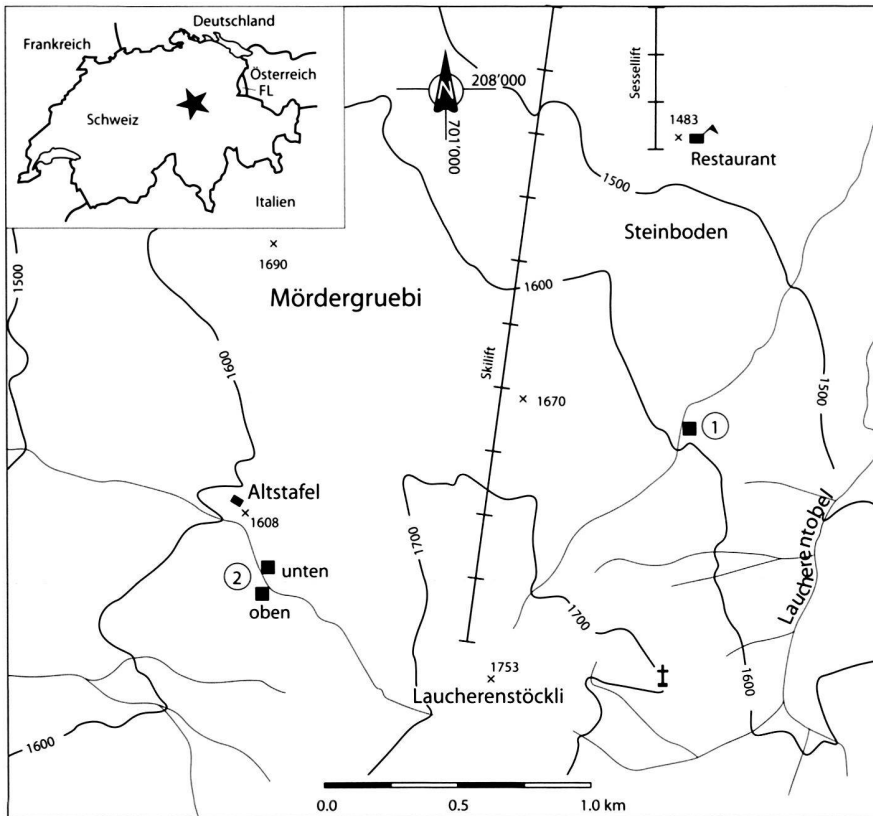 Deutschland
Frankreich
Österreich
FL
Schweiz
Italien
N
208'000
701'000
Sessellift
1483
Restaurant
1500
Steinboden
1690
1500
Mördergruebi
1600
1600
Skilift
1670
1500
1
Altstafel
1608
1700
Laucherentobel
2
unten
oben
1700
1753
Laucherenstöckli
1600
1600
0.0
0.5
1.0 km